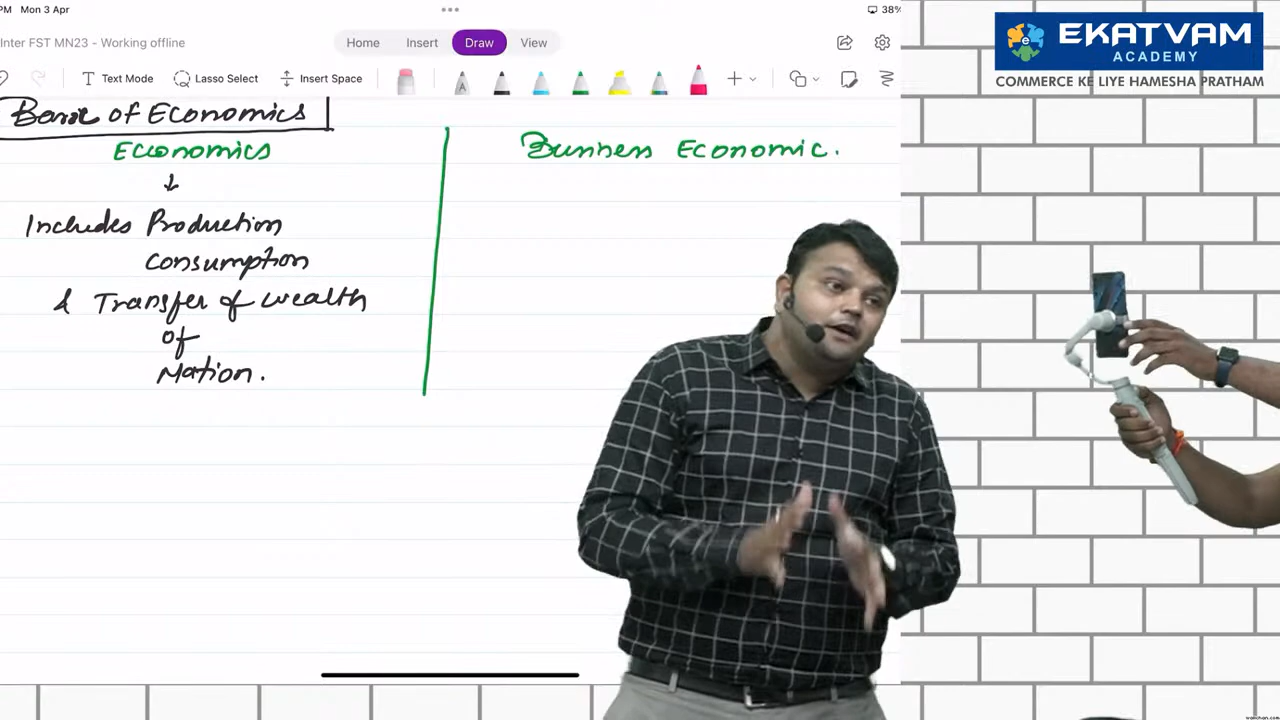 PM Mon 3 Apr
38%
Inter FST MN23 - Working offline
Home Insert Draw View
Text Mode Lasso Select Insert Space
Basic of Economics
Economics
Includes Production
Consumption
& Transfer of wealth
of
Nation.
Business Economic.
EKATVAM
ACADEMY
COMMERCE KE LIYE HAMESHA PRATHAM